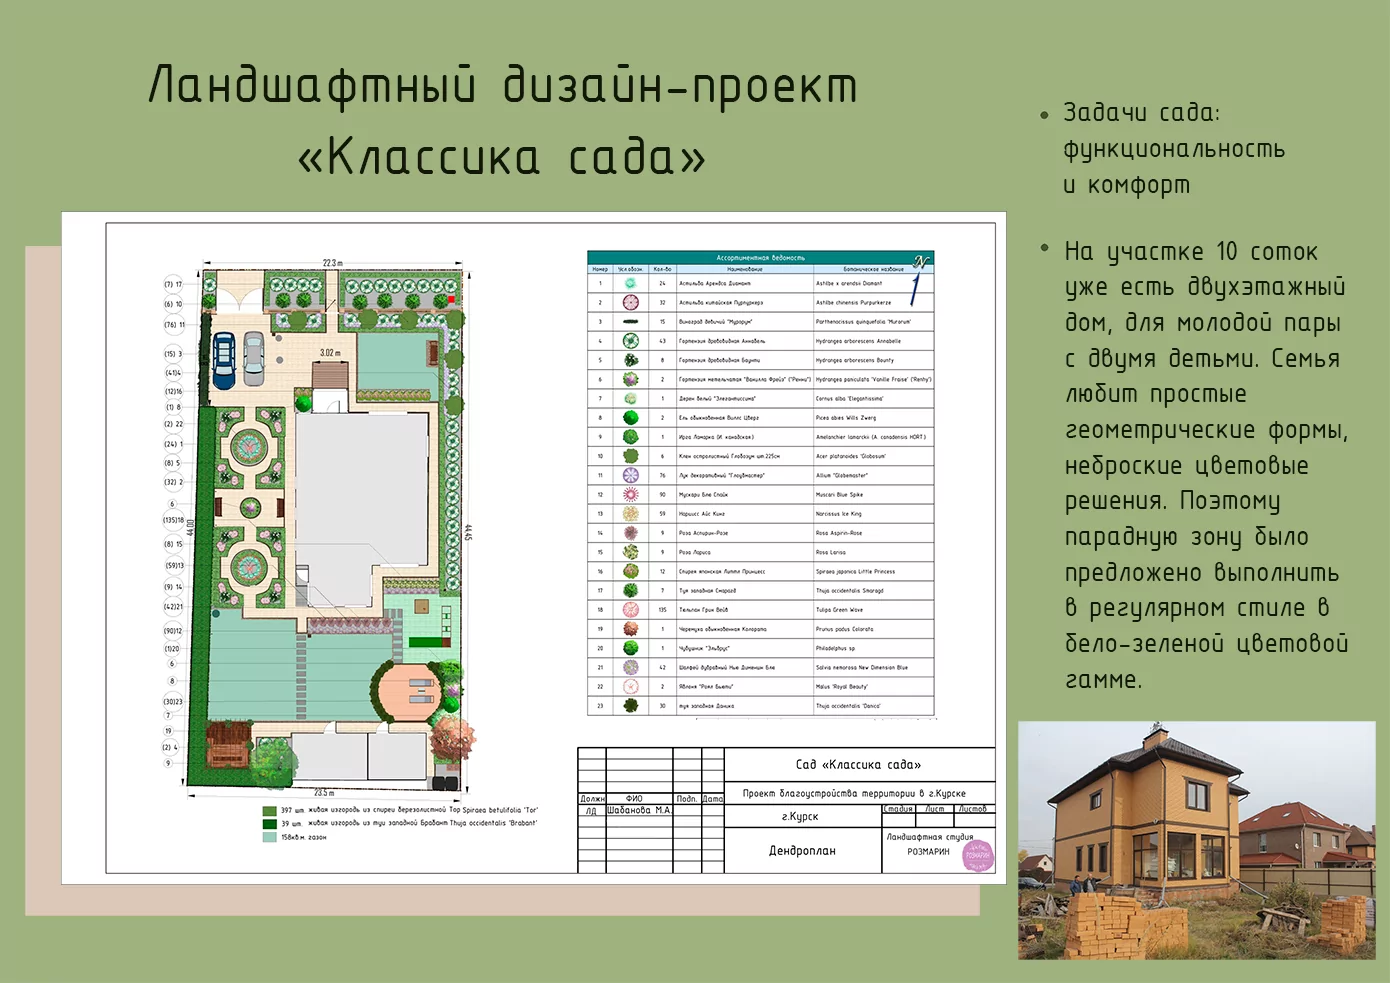 Ландшафтный дизайн-проект
«Классика сада»
Задачи сада:
функциональность
и комфорт
На участке 10 соток
уже есть двухэтажный
дом, для молодой пары
с двумя детьми. Семья
любит простые
геометрические формы,
неброские цветовые
решения. Поэтому
парадную зону было
предложено выполнить
в регулярном стиле в
бело-зеленой цветовой
гамме.
22.3 m
(7) 17
(6) 10
(76) 11
(15) 3
(41)4
(12)16
(1) 8
(2) 22
(24) 1
(8) 5
(32) 2
6
(135)18
(8) 15
(59)13
(9) 14
(42)21
(90)12
(1)20
6
8
(30)23
7
19
(2) 4
9
3.02 m
44.00
44.45
23.5 m
397 шт. живая изгородь из спиреи березолистной Тор Spiraea betulifolia 'Tor'
39 шт. живая изгородь из туи западной Брабант Thuja occidentalis 'Brabant'
158кв.м. газон
Ассортиментная ведомость
N
Номер Усл.обозн. Кол-во Наименование Ботаническое название
1 24 Астильба Арендса Диамант Astilbe x arendsii Diamant
2 32 Астильба китайская Пурпуркерз Astilbe chinensis Purpurkerze
3 15 Виноград девичий "Мурорум" Parthenocissus quinquefolia "Murorum"
4 43 Гортензия древовидная Аннабель Hydrangea arborescens Annabelle
5 8 Гортензия древовидная Баунти Hydrangea arborescens Bounty
6 2 Гортензия метельчатая "Ванилла Фрейз" ("Ренни") Hydrangea paniculata 'Vanille Fraise' ("Renhy")
7 1 Дерен белый "Элегантиссима" Cornus alba 'Elegantissima'
8 2 Ель обыкновенная Виллс Цверг Picea abies Wills Zwerg
9 1 Ирга Ламарка (И. канадская) Amelanchier lamarckii (A. canadensis HORT.)
10 6 Клен остролистный Глобозум шт.225см Acer platanoides 'Globosum'
11 76 Лук декоративный "Глоубмастер" Allium "Globemaster"
12 90 Мускари Блю Спайк Muscari Blue Spike
13 59 Нарцисс Айс Кинг Narcissus Ice King
14 9 Роза Аспирин-Розе Rosa Aspirin-Rose
15 9 Роза Лариса Rosa Larisa
16 12 Спирея японская Литтл Принцесс Spiraea japonica Little Princess
17 7 Туя западная Смарагд Thuja occidentalis Smaragd
18 135 Тюльпан Грин Вейв Tulipa Green Wave
19 1 Черемуха обыкновенная Колората Prunus padus Colorata
20 1 Чубушник "Эльбрус" Philadelphus sp
21 42 Шалфей дубравный Нью Дименшн Блю Salvia nemorosa New Dimension Blue
22 2 Яблоня "Роял Бьюти" Malus 'Royal Beauty'
23 30 туя западная Даника Thuja occidentalis 'Danica'
Сад «Классика сада»
Проект благоустройства территории в г.Курске
Должн ФИО Подп. Дата
ЛД Шабанова М.А.
г.Курск
Стадия Лист Листов
Дендроплан
Ландшафтная студия
РОЗМАРИН
РОЗМАРИН